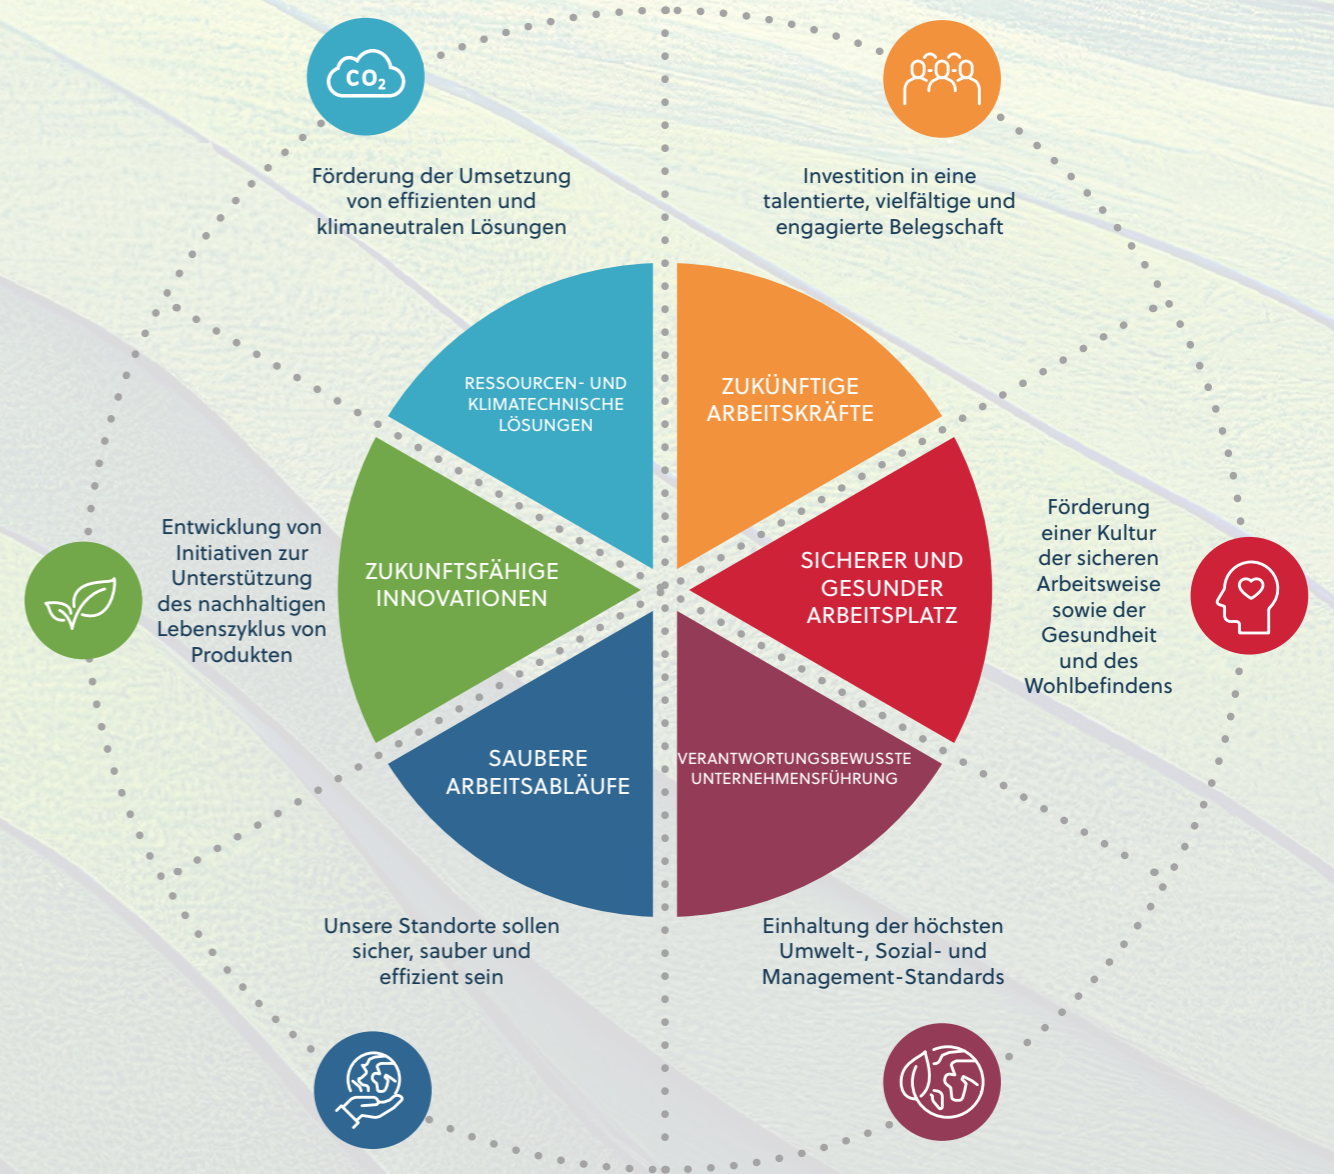 CO₂
Förderung der Umsetzung
von effizienten und
klimaneutralen Lösungen
Investition in eine
talentierte, vielfältige und
engagierte Belegschaft
RESSOURCEN- UND
KLIMATECHNISCHE
LÖSUNGEN
ZUKÜNFTIGE
ARBEITSKRÄFTE
Entwicklung von
Initiativen zur
Unterstützung
des nachhaltigen
Lebenszyklus von
Produkten
ZUKUNFTSFÄHIGE
INNOVATIONEN
SICHERER UND
GESUNDER
ARBEITSPLATZ
Förderung
einer Kultur
der sicheren
Arbeitsweise
sowie der
Gesundheit
und des
Wohlbefindens
SAUBERE
ARBEITSABLÄUFE
VERANTWORTUNGSBEWUSSTE
UNTERNEHMENSFÜHRUNG
Unsere Standorte sollen
sicher, sauber und
effizient sein
Einhaltung der höchsten
Umwelt-, Sozial- und
Management-Standards